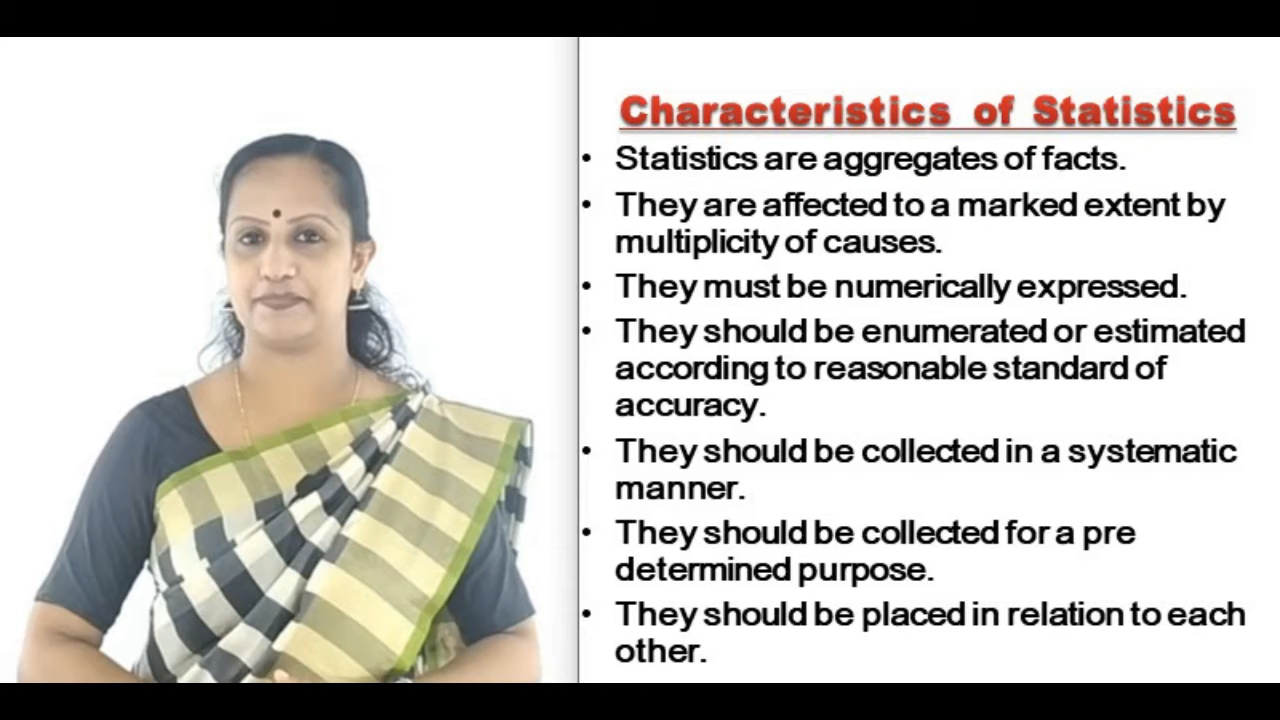 Characteristics of Statistics
• Statistics are aggregates of facts.
• They are affected to a marked extent by
multiplicity of causes.
• They must be numerically expressed.
• They should be enumerated or estimated
according to reasonable standard of
accuracy.
• They should be collected in a systematic
manner.
• They should be collected for a pre
determined purpose.
• They should be placed in relation to each
other.